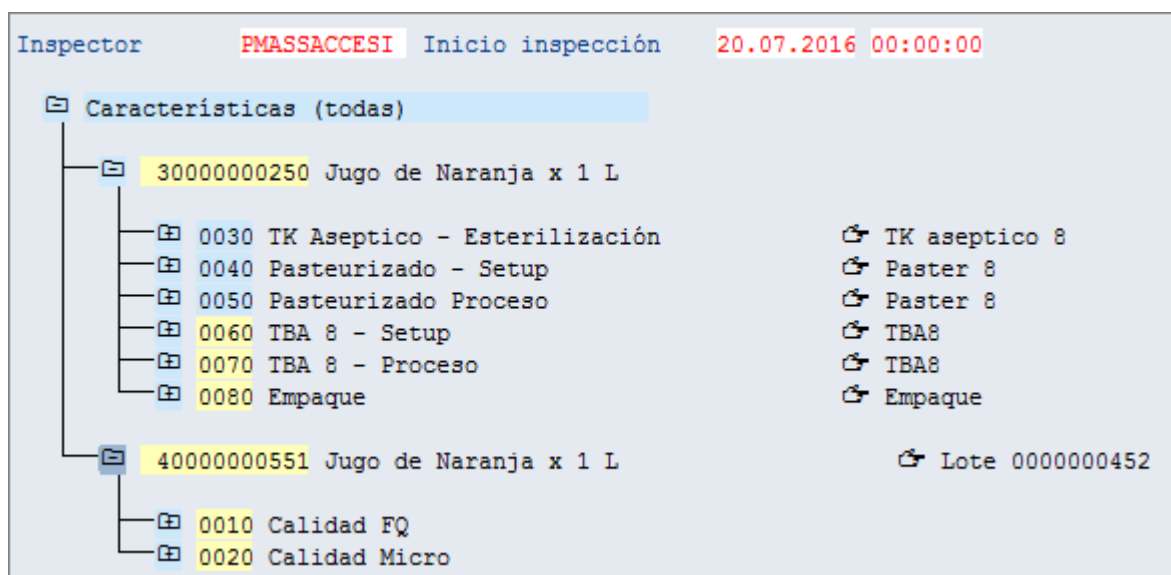 Inspector PMASSACCESI Inicio inspección 20.07.2016 00:00:00
Características (todas)
30000000250 Jugo de Naranja x 1 L
0030 TK Aseptico - Esterilización TK aseptico 8
0040 Pasteurizado - Setup Paster 8
0050 Pasteurizado Proceso Paster 8
0060 TBA 8 - Setup TBA8
0070 TBA 8 - Proceso TBA8
0080 Empaque Empaque
40000000551 Jugo de Naranja x 1 L Lote 0000000452
0010 Calidad FQ
0020 Calidad Micro